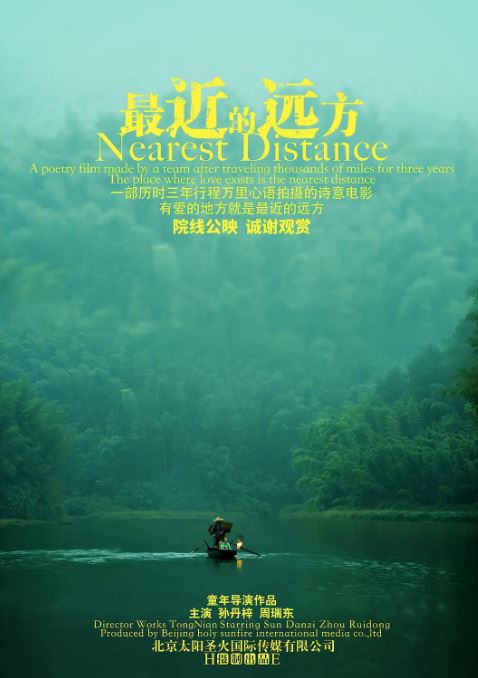 最近的远方
Nearest Distance
A poetry film made by a team after traveling thousands of miles for three years
The place where love exists is the nearest distance
一部历时三年行程万里心语拍摄的诗意电影
有爱的地方就是最近的远方
院线公映 诚谢观赏
童年导演作品
主演 孙丹梓 周瑞东
Director Works TongNian Starring Sun Danzi Zhou Ruidong
Produced by Beijing holy sunfire international media co.,ltd
北京太阳圣火国际传媒有限公司